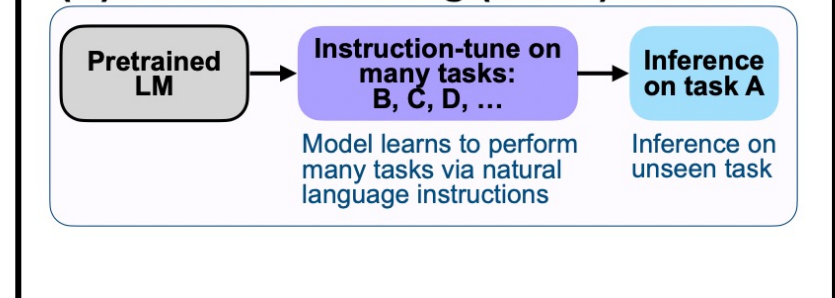 Pretrained
LM
Instruction-tune on
many tasks:
B, C, D, …
Inference
on task A
Model learns to perform
many tasks via natural
language instructions
Inference on
unseen task